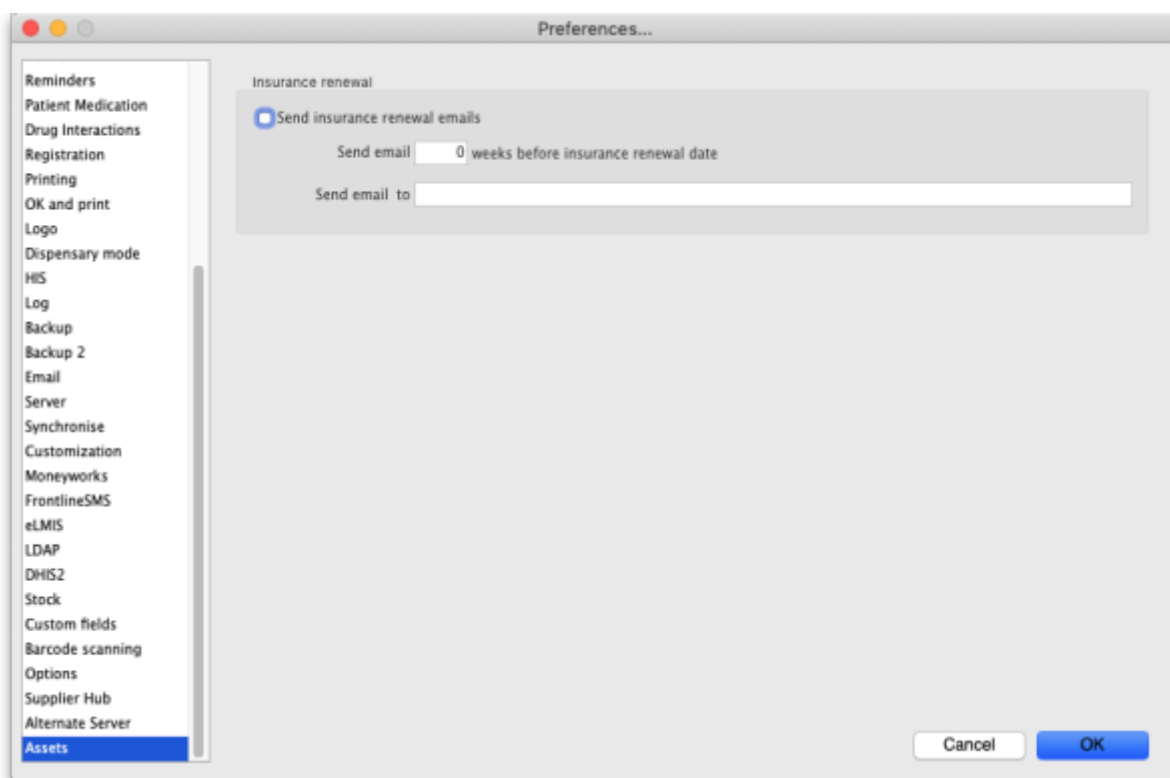 Preferences...
Reminders
Patient Medication
Drug Interactions
Registration
Printing
OK and print
Logo
Dispensary mode
HIS
Log
Backup
Backup 2
Email
Server
Synchronise
Customization
Moneyworks
FrontlineSMS
eLMIS
LDAP
DHIS2
Stock
Custom fields
Barcode scanning
Options
Supplier Hub
Alternate Server
Assets
Insurance renewal
Send insurance renewal emails
Send email 0 weeks before insurance renewal date
Send email to
Cancel OK